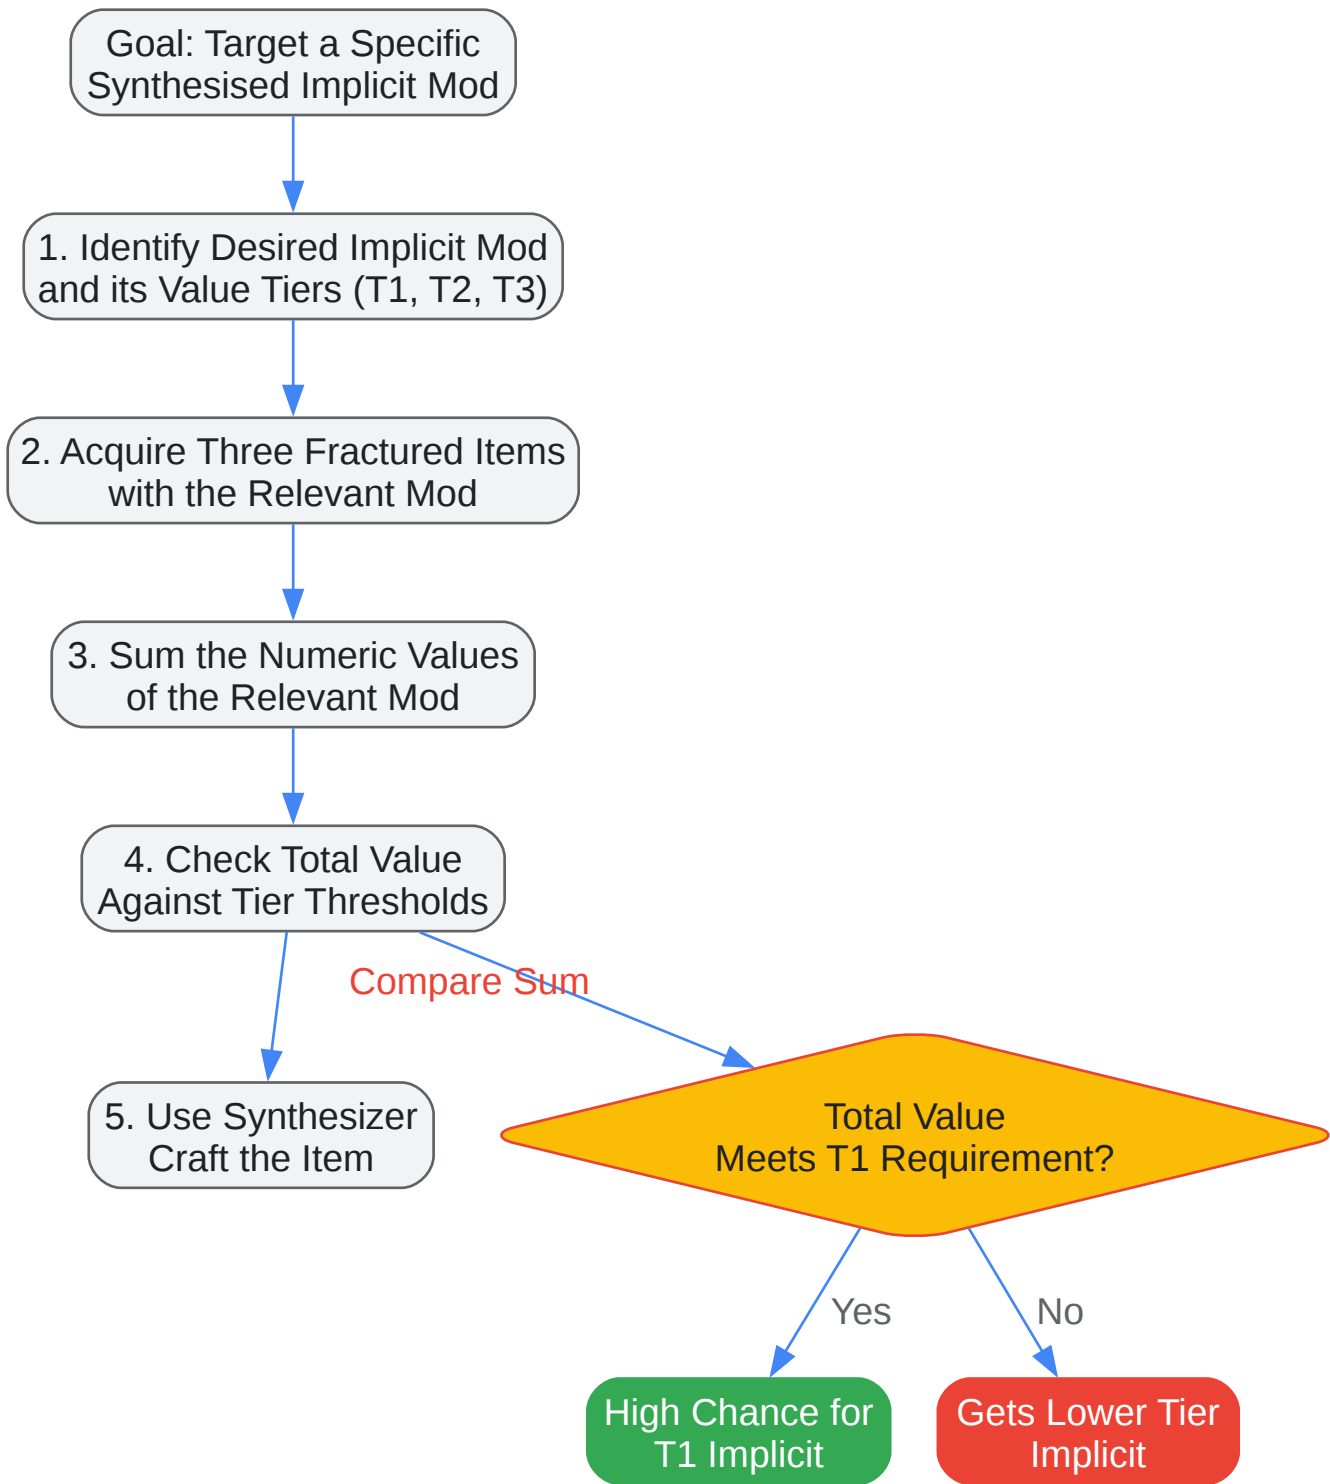 Goal: Target a Specific
Synthesised Implicit Mod
1. Identify Desired Implicit Mod
and its Value Tiers (T1, T2, T3)
2. Acquire Three Fractured Items
with the Relevant Mod
3. Sum the Numeric Values
of the Relevant Mod
4. Check Total Value
Against Tier Thresholds
Compare Sum
5. Use Synthesizer
Craft the Item
Total Value
Meets T1 Requirement?
Yes
No
High Chance for
T1 Implicit
Gets Lower Tier
Implicit